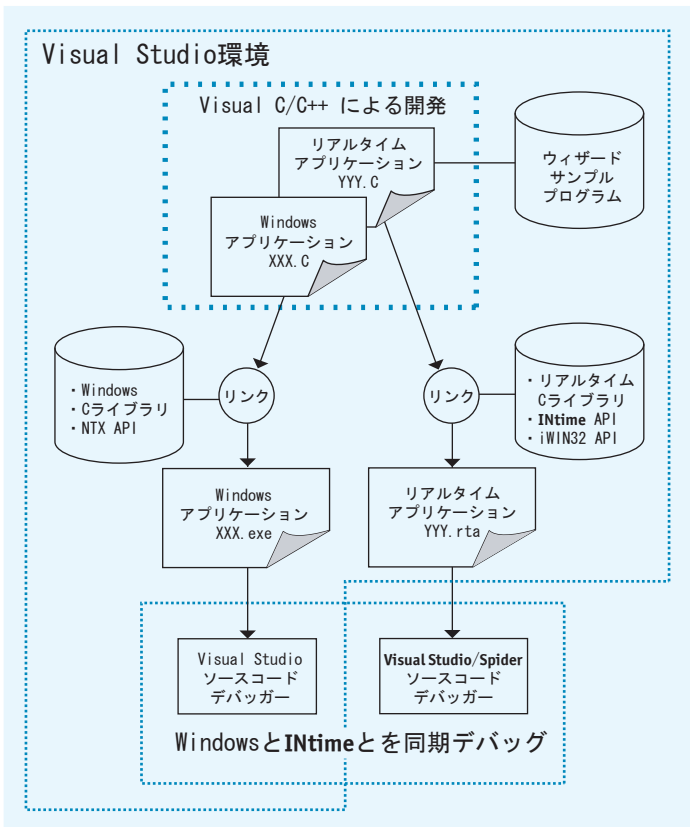 Visual Studio環境
Visual C/C++ による開発
リアルタイム
アプリケーション
YYY.C
ウィザード
サンプル
プログラム
Windows
アプリケーション
XXX.C
・Windows
・Cライブラリ
・NTX API
リンク
リンク
・リアルタイム
Cライブラリ
・INtime API
・iWIN32 API
Windows
アプリケーション
XXX.exe
リアルタイム
アプリケーション
YYY.rta
Visual Studio
ソースコード
デバッガー
Visual Studio/Spider
ソースコード
デバッガー
WindowsとINtimeとを同期デバッグ